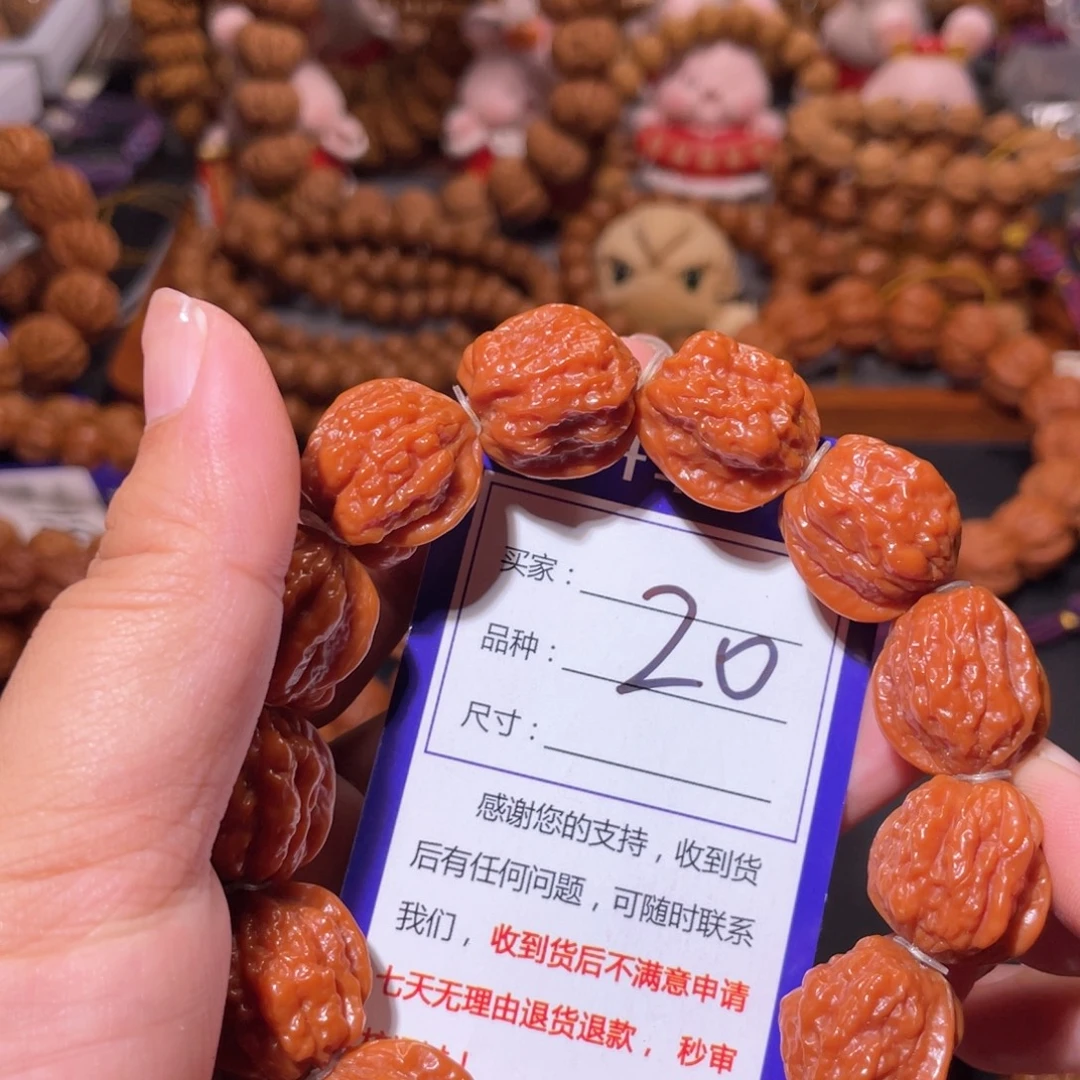 买家：
20
品种：
尺寸：
感谢您的支持，收到货
后有任何问题，可随时联系
我们，收到货后不满意申请
七天无理由退货退款，秒审